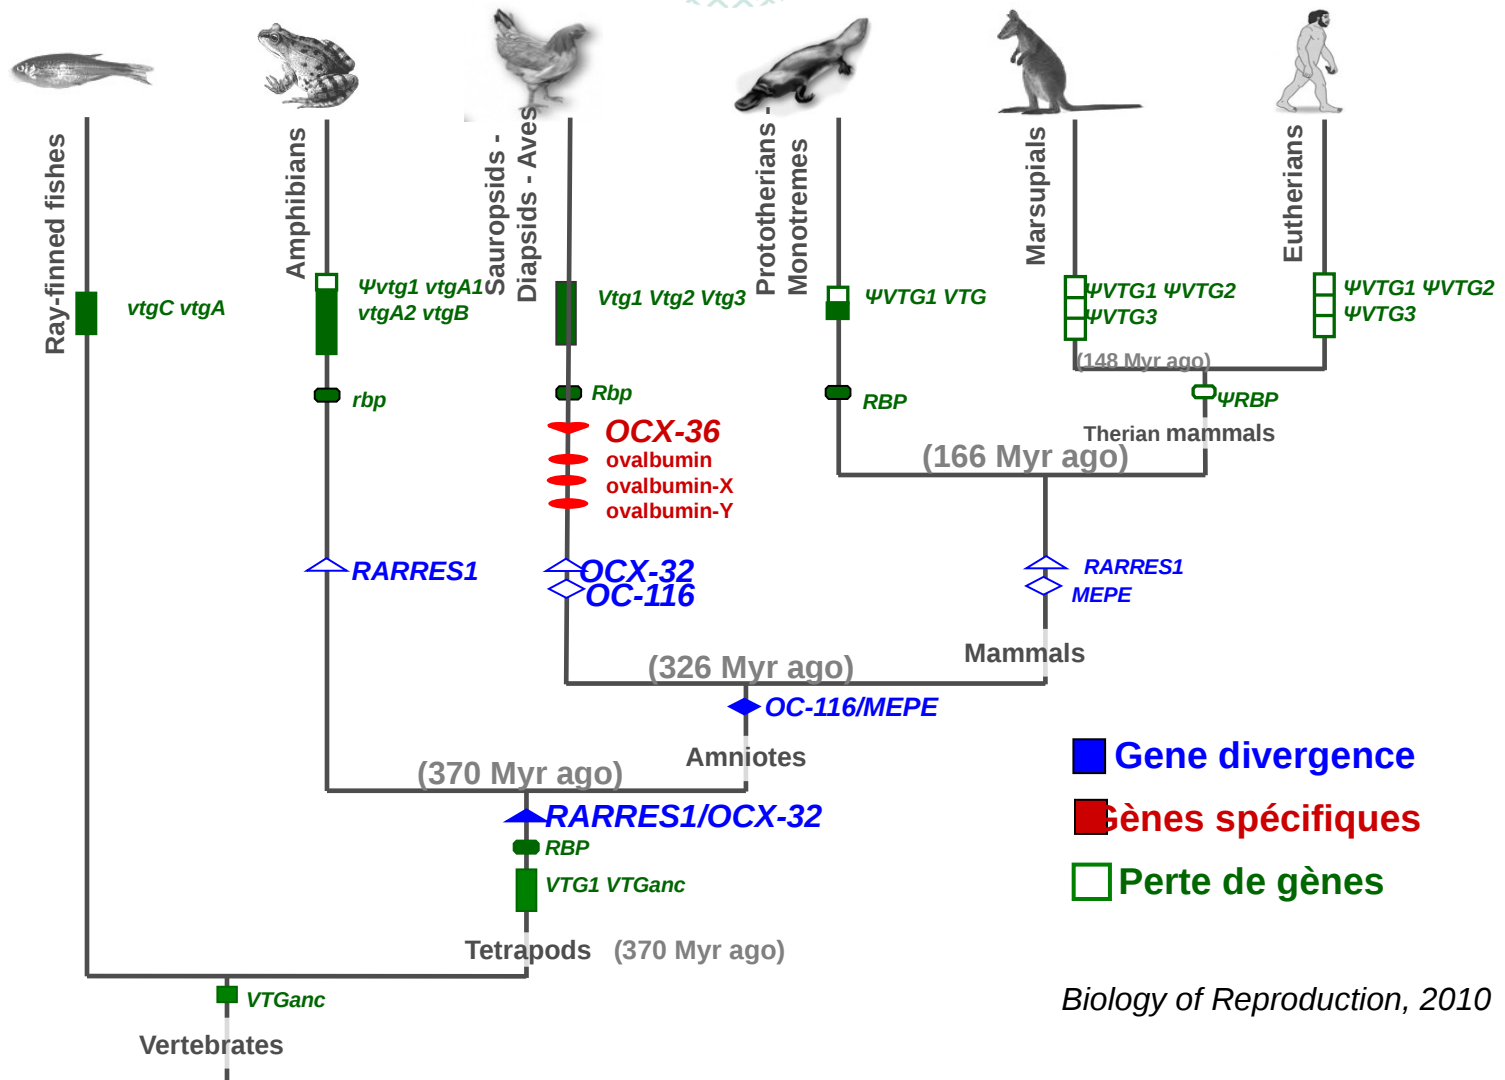 Ray-finned fishes
Amphibians
Sauropsids -
Diapsids - Aves
Prototherians -
Monotremes
Marsupials
Eutherians
vtgC vtgA
Ψvtg1 vtgA1
vtgA2 vtgB
Vtg1 Vtg2 Vtg3
ΨVTG1 VTG
ΨVTG1 ΨVTG2
ΨVTG3
ΨVTG1 ΨVTG2
ΨVTG3
(148 Myr ago)
rbp
Rbp
RBP
ΨRBP
OCX-36
ovalbumin
ovalbumin-X
ovalbumin-Y
Therian mammals
(166 Myr ago)
RARRES1
OCX-32
OC-116
RARRES1
MEPE
Mammals
(326 Myr ago)
OC-116/MEPE
Amniotes
(370 Myr ago)
RARRES1/OCX-32
RBP
VTG1 VTGanc
Tetrapods (370 Myr ago)
VTGanc
Vertebrates
Gene divergence
Gènes spécifiques
Perte de gènes
Biology of Reproduction, 2010